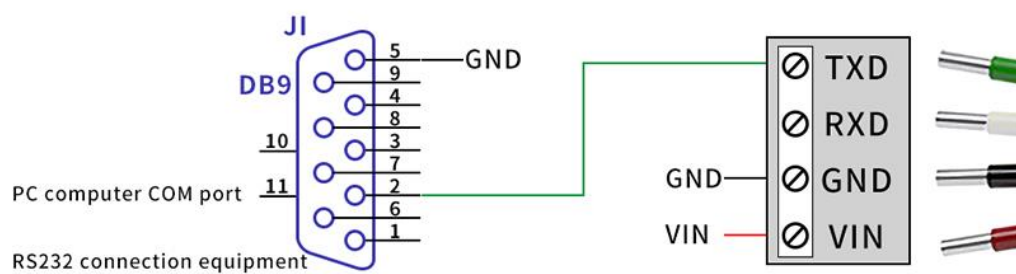 JI
DB9
5
GND
9
4
8
10
3
7
PC computer COM port
11
2
6
RS232 connection equipment
1
TXD
RXD
GND
GND
VIN
VIN